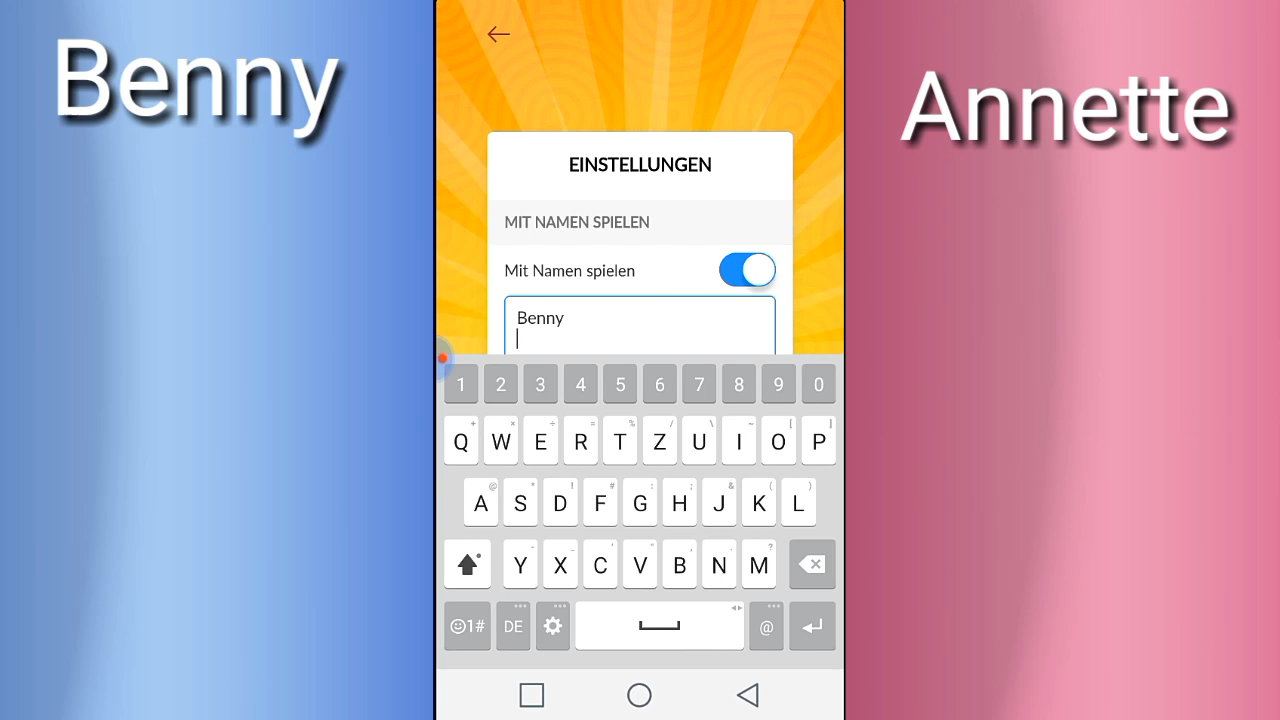 Benny
Annette
EINSTELLUNGEN
MIT NAMEN SPIELEN
Mit Namen spielen
Benny
1 2 3 4 5 6 7 8 9 0
Q W E R T Z U I O P
A S D F G H J K L
Y X C V B N M
1# DE @